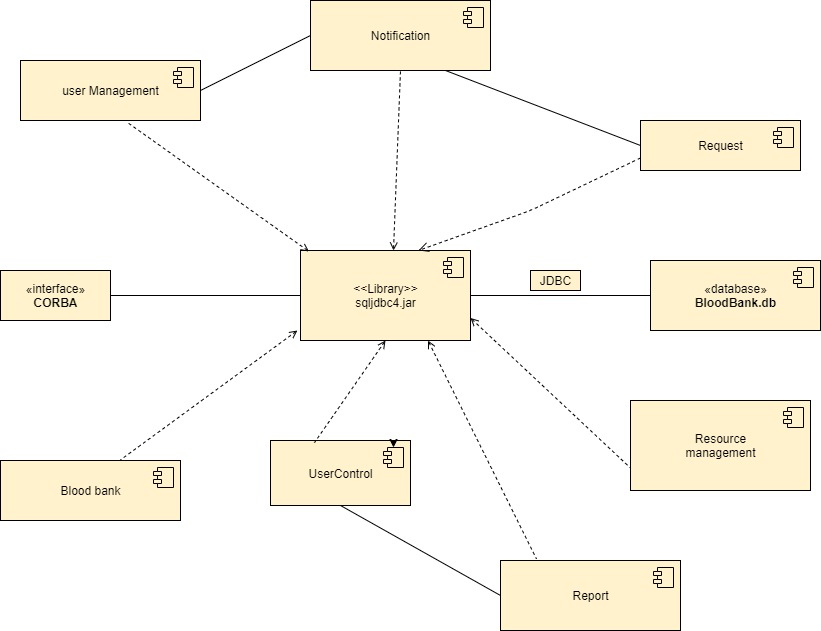 Notification
user Management
Request
<<Library>>
sqljdbc4.jar
«interface»
CORBA
JDBC
«database»
BloodBank.db
Resource
management
UserControl
Blood bank
Report